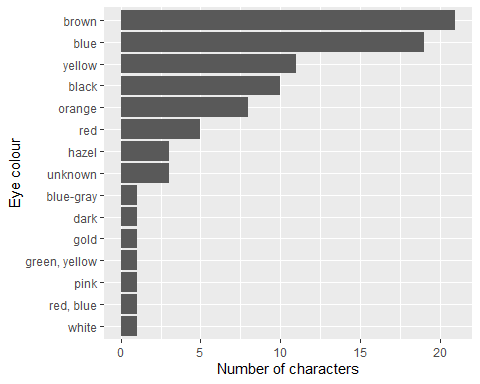 brown
blue
yellow
black
orange
red
hazel
unknown
blue-gray
dark
gold
green, yellow
pink
red, blue
white
Eye colour
0 5 10 15 20
Number of characters